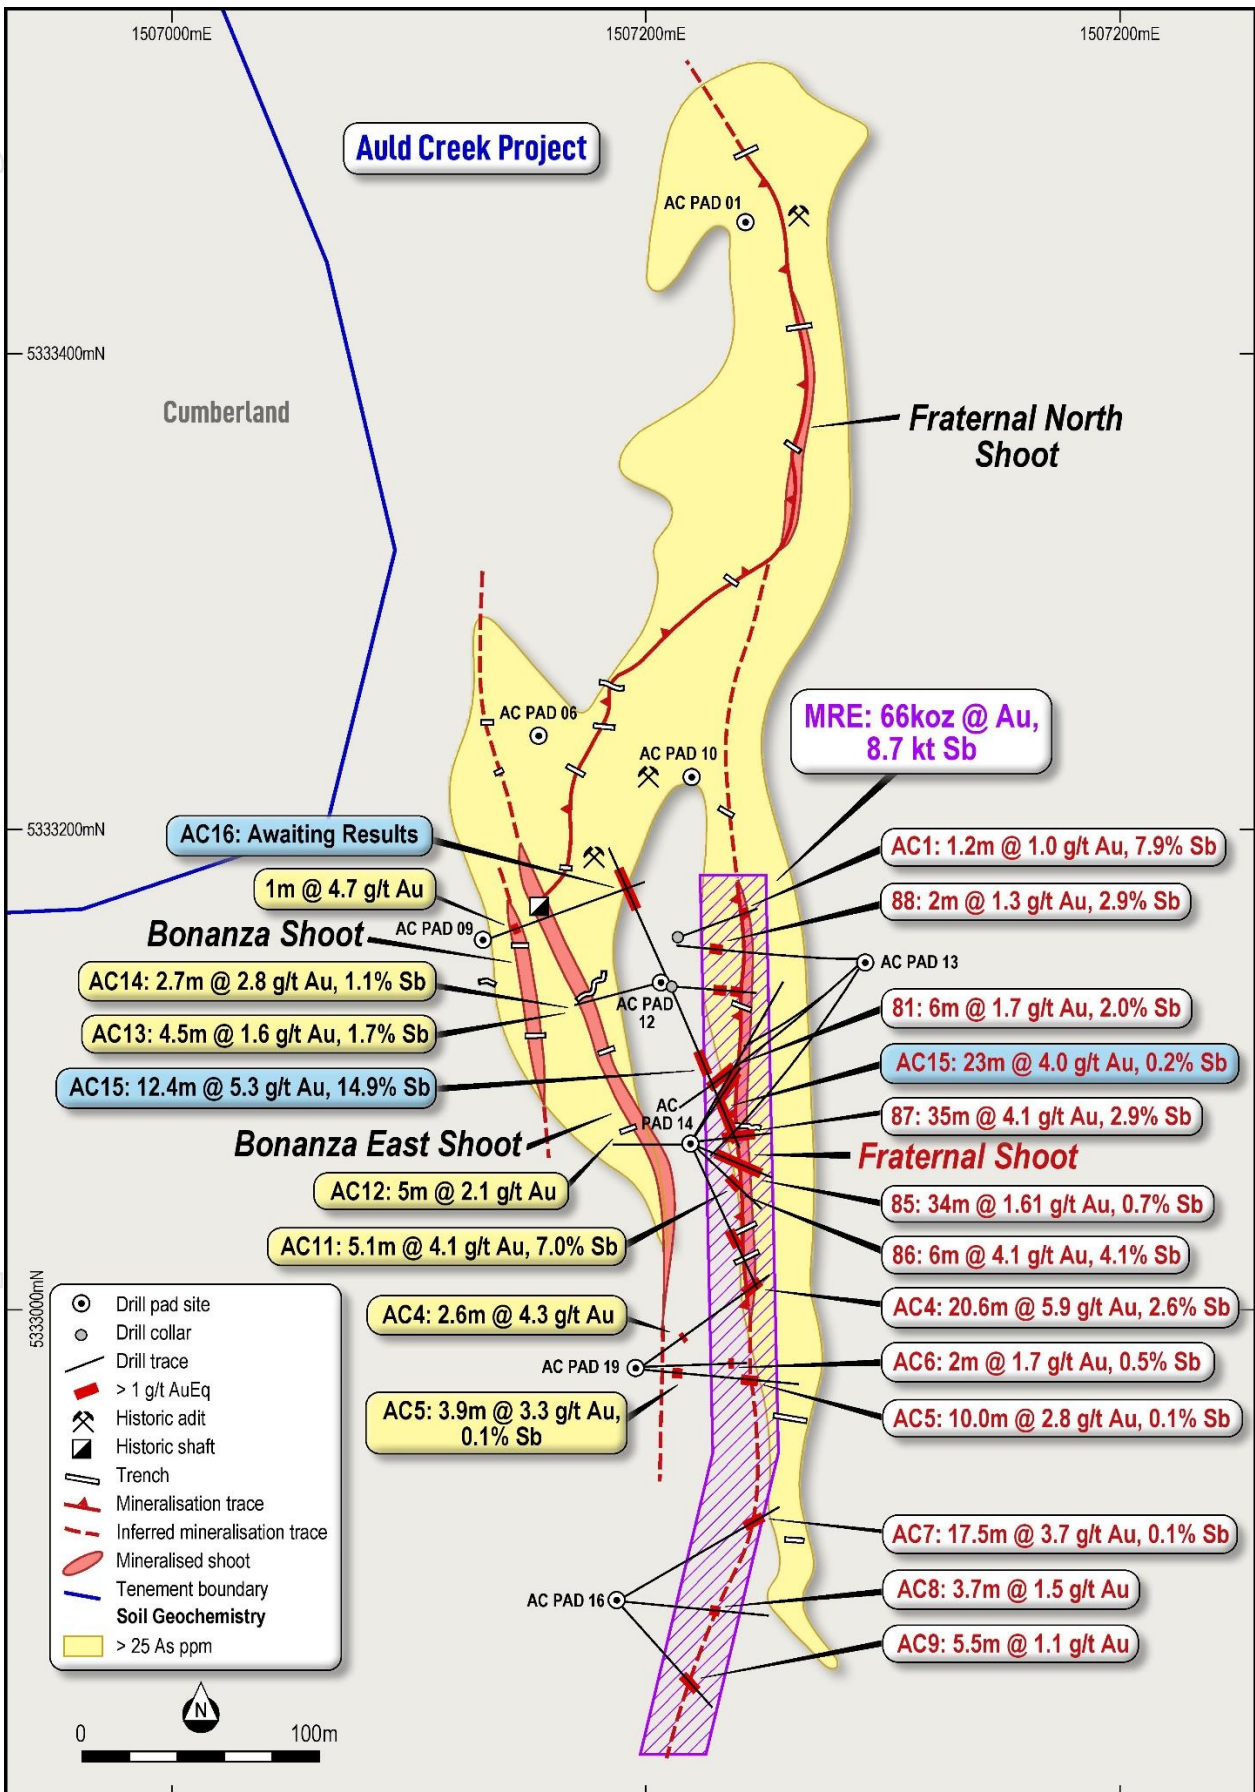 1507000mE
1507200mE
1507200mE
Auld Creek Project
AC PAD 01
5333400mN
Cumberland
Fraternal North
Shoot
AC PAD 06
AC PAD 10
MRE: 66koz @ Au,
8.7 kt Sb
5333200mN
AC16: Awaiting Results
AC1: 1.2m @ 1.0 g/t Au, 7.9% Sb
1m @ 4.7 g/t Au
88: 2m @ 1.3 g/t Au, 2.9% Sb
Bonanza Shoot
AC PAD 09
AC PAD 13
AC14: 2.7m @ 2.8 g/t Au, 1.1% Sb
AC PAD
12
81: 6m @ 1.7 g/t Au, 2.0% Sb
AC13: 4.5m @ 1.6 g/t Au, 1.7% Sb
AC15: 23m @ 4.0 g/t Au, 0.2% Sb
AC15: 12.4m @ 5.3 g/t Au, 14.9% Sb
AC
PAD
14
87: 35m @ 4.1 g/t Au, 2.9% Sb
Bonanza East Shoot
Fraternal Shoot
AC12: 5m @ 2.1 g/t Au
85: 34m @ 1.61 g/t Au, 0.7% Sb
AC11: 5.1m @ 4.1 g/t Au, 7.0% Sb
86: 6m @ 4.1 g/t Au, 4.1% Sb
5333000mN
AC4: 2.6m @ 4.3 g/t Au
AC4: 20.6m @ 5.9 g/t Au, 2.6% Sb
AC PAD 19
AC6: 2m @ 1.7 g/t Au, 0.5% Sb
AC5: 3.9m @ 3.3 g/t Au,
0.1% Sb
AC5: 10.0m @ 2.8 g/t Au, 0.1% Sb
AC7: 17.5m @ 3.7 g/t Au, 0.1% Sb
AC PAD 16
AC8: 3.7m @ 1.5 g/t Au
AC9: 5.5m @ 1.1 g/t Au
Drill pad site
Drill collar
Drill trace
> 1 g/t AuEq
Historic adit
Historic shaft
Trench
Mineralisation trace
Inferred mineralisation trace
Mineralised shoot
Tenement boundary
Soil Geochemistry
> 25 As ppm
N
0
100m